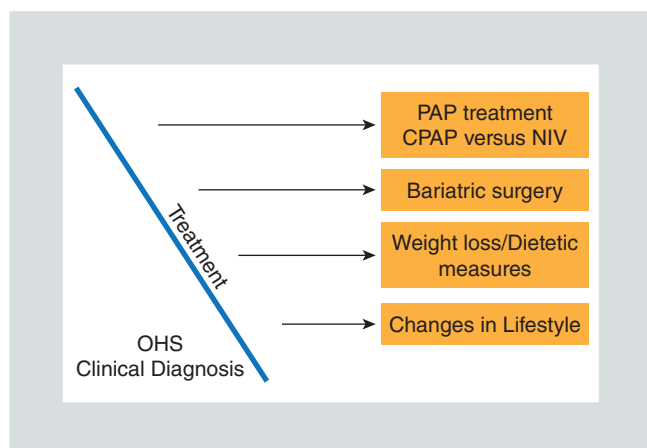 PAP treatment
CPAP versus NIV
Bariatric surgery
Treatment
Weight loss/Dietetic
measures
Changes in Lifestyle
OHS
Clinical Diagnosis